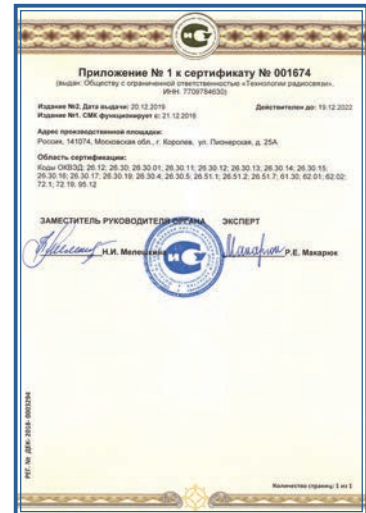 Приложение № 1 к сертификату № 001674
(выдан: Обществу с ограниченной ответственностью «Технологии радиосвязи»,
ИНН: 7709784630)
Издание №2. Дата выдачи: 20.12.2019
Действителен до: 19.12.2022
Издание №1. СМК функционирует с: 21.12.2016
Адрес производственной площадки:
Россия, 141074, Московская обл., г. Королев, ул. Пионерская, д. 25А
Область сертификации:
Коды ОКВЭД: 26.12; 26.30; 26.30.01; 26.30.11; 26.30.12; 26.30.13; 26.30.14; 26.30.15;
26.30.16; 26.30.17; 26.30.19; 26.30.4; 26.30.5; 26.51.1; 26.51.2; 26.51.7; 61.30; 62.01; 62.02;
72.1; 72.19; 95.12
ЗАМЕСТИТЕЛЬ РУКОВОДИТЕЛЯ ОРГАНА
ЭКСПЕРТ
Н.И. Мелешкина
Р.Е. Макарюк
РЕГ. № ДЕК- 2016- 0003294
Количество страниц: 1 из 1